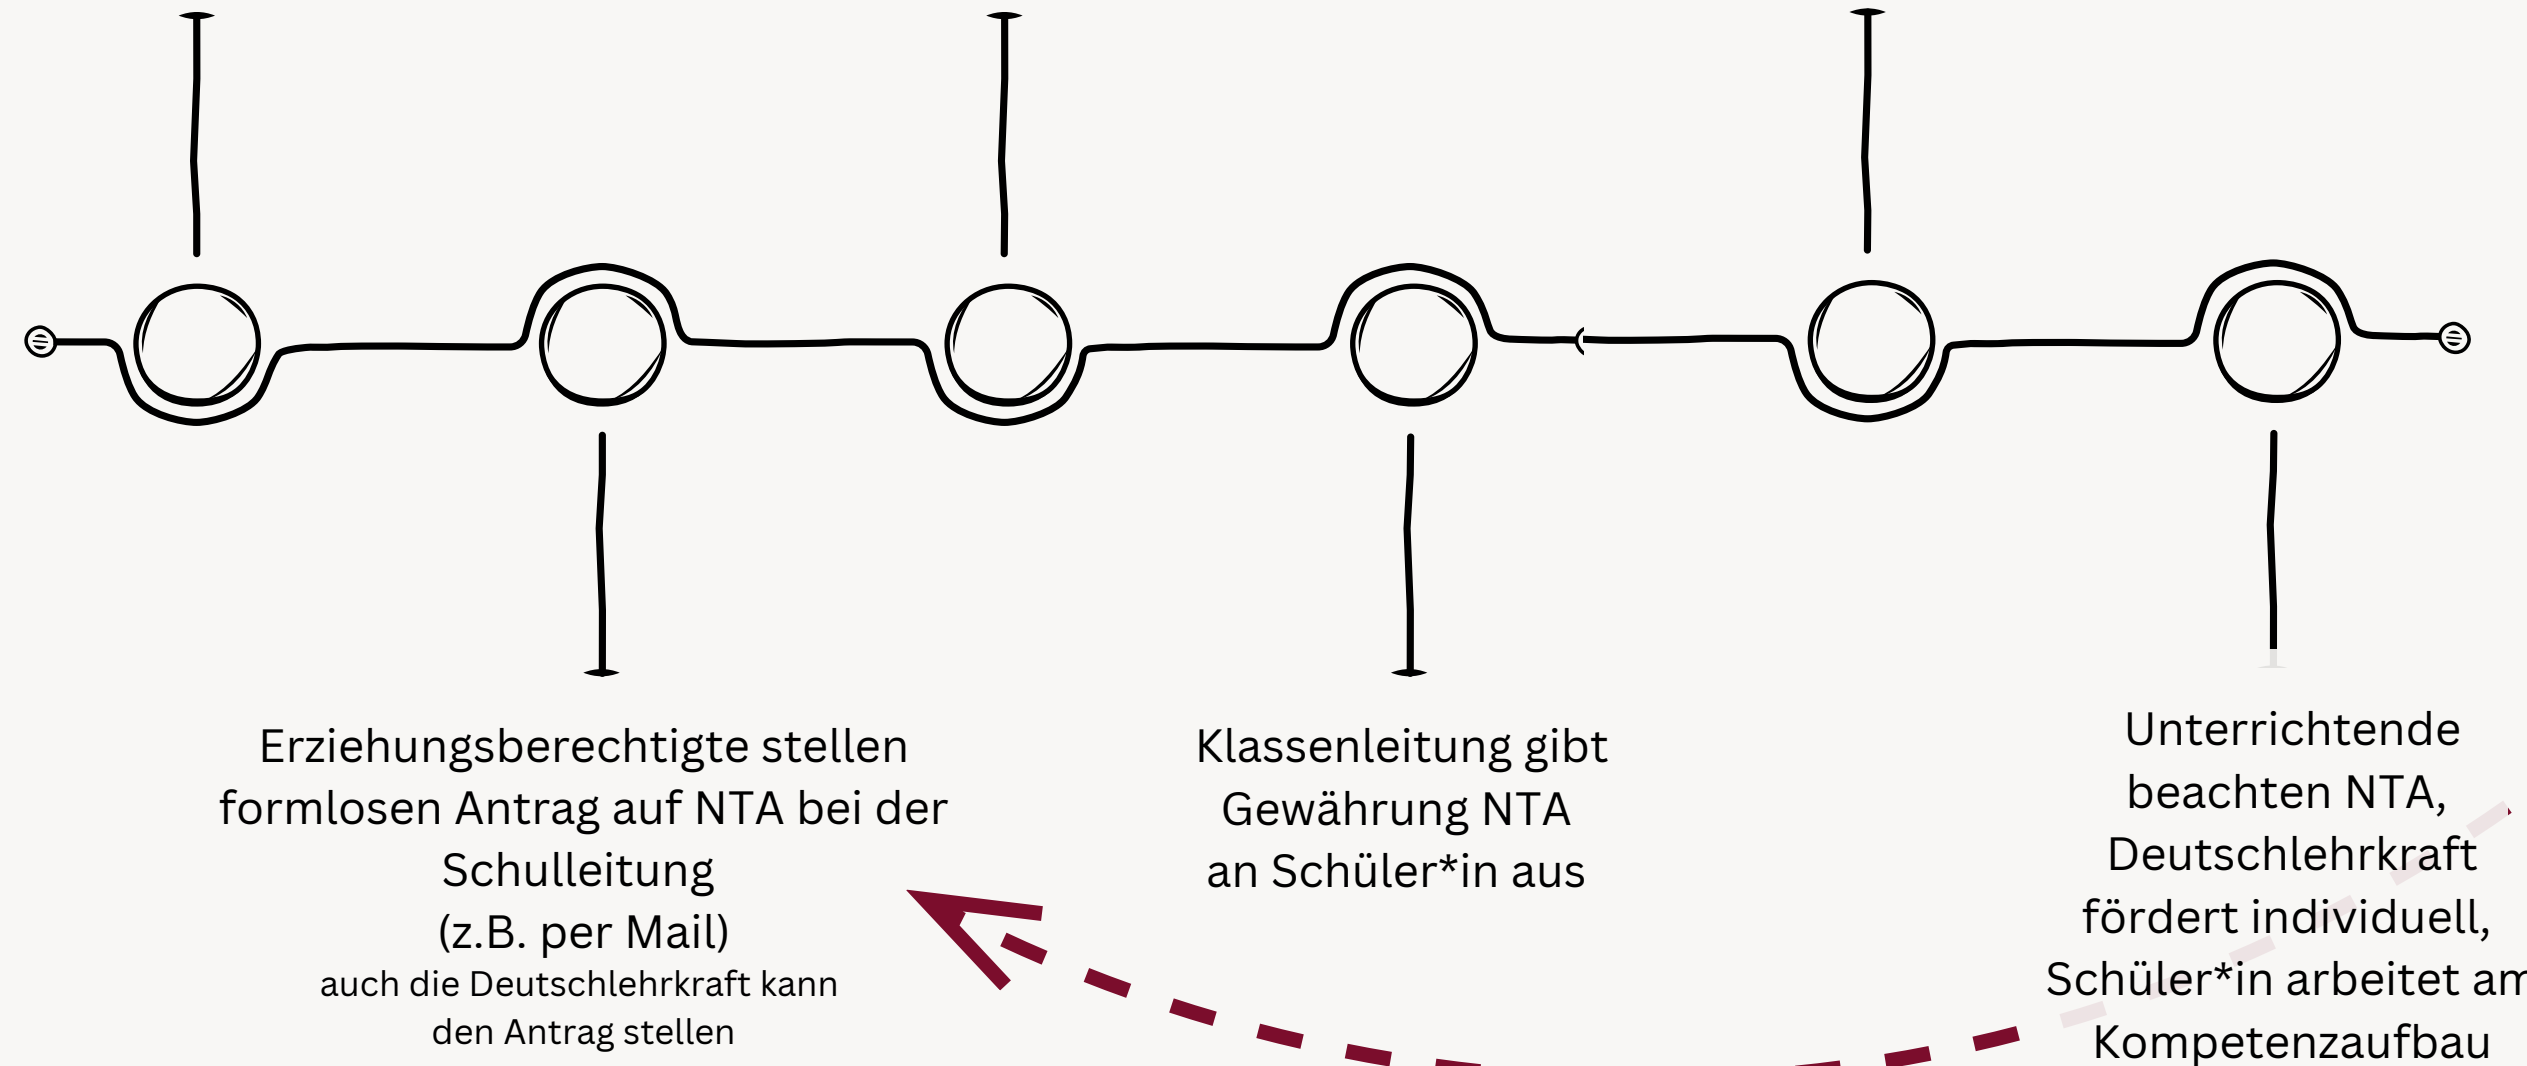 Erziehungsberechtigte stellen
formlosen Antrag auf NTA bei der
Schulleitung
(z.B. per Mail)
auch die Deutschlehrkraft kann
den Antrag stellen
Klassenleitung gibt
Gewährung NTA
an Schüler*in aus
Unterrichtende
beachten NTA,
Deutschlehrkraft
fördert individuell,
Schüler*in arbeitet am
Kompetenzaufbau